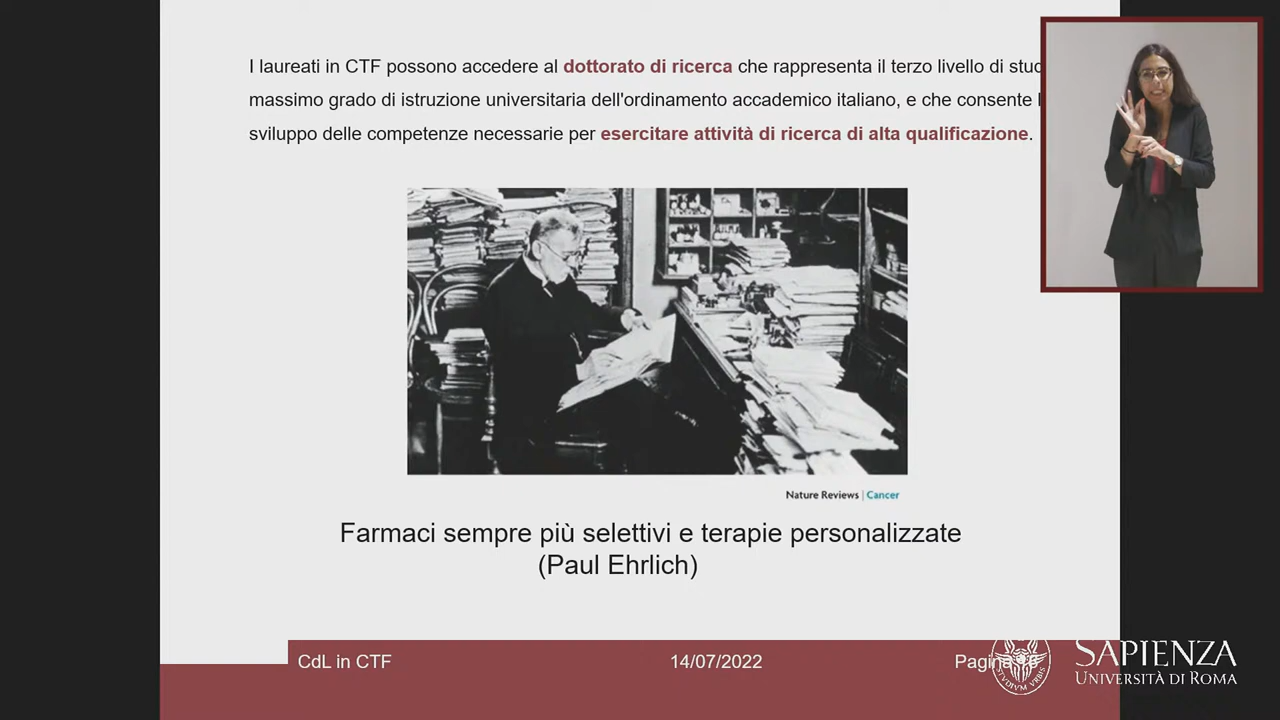 I laureati in CTF possono accedere al dottorato di ricerca che rappresenta il terzo livello di
massimo grado di istruzione universitaria dell'ordinamento accademico italiano, e che consente
sviluppo delle competenze necessarie per esercitare attività di ricerca di alta qualificazione.
Nature Reviews | Cancer
Farmaci sempre più selettivi e terapie personalizzate
(Paul Ehrlich)
CdL in CTF
14/07/2022
STUDIUM URBIS
SAPIENZA
UNIVERSITÀ DI ROMA